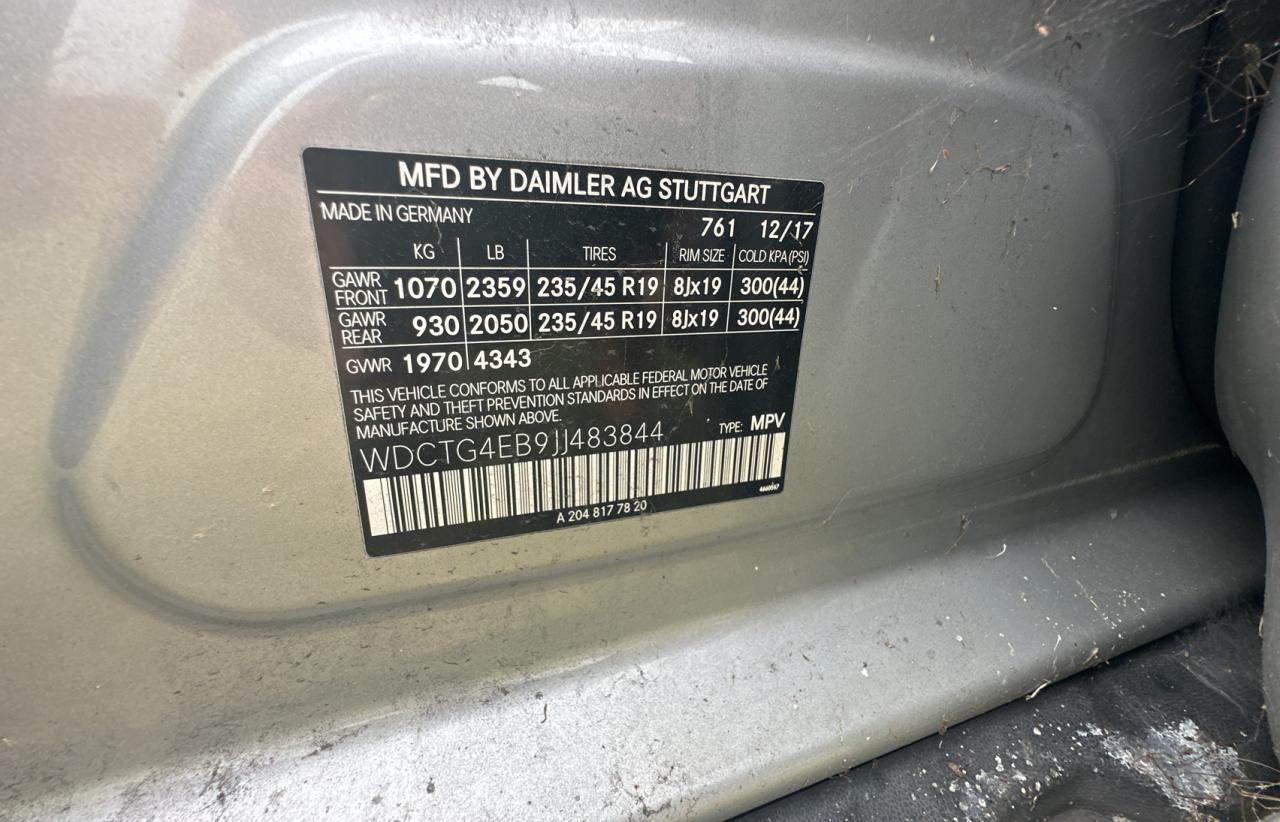 MFD BY DAIMLER AG STUTTGART
MADE IN GERMANY
761 12/17
KG LB TIRES RIM SIZE COLD KPA (PSI)
GAWR FRONT 1070 2359 235/45 R19 8Jx19 300(44)
GAWR REAR 930 2050 235/45 R19 8Jx19 300(44)
GVWR 1970 4343
THIS VEHICLE CONFORMS TO ALL APPLICABLE FEDERAL MOTOR VEHICLE
SAFETY AND THEFT PREVENTION STANDARDS IN EFFECT ON THE DATE OF
MANUFACTURE SHOWN ABOVE.
WDCTG4EB9JJ483844 TYPE: MPV
A 204 817 78 20